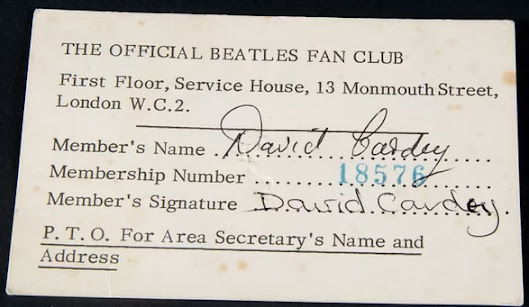 THE OFFICIAL BEATLES FAN CLUB
First Floor, Service House, 13 Monmouth Street,
London W.C.2.
Member's Name David Cardey
Membership Number 18576
Member's Signature David Cardey.
P. T. O. For Area Secretary's Name and
Address